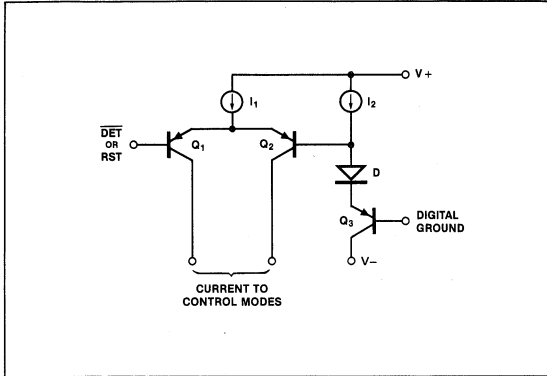 V+
I1
I2
DET
OR
RST
Q1
Q2
D
Q3
DIGITAL
GROUND
V−
CURRENT TO
CONTROL MODES